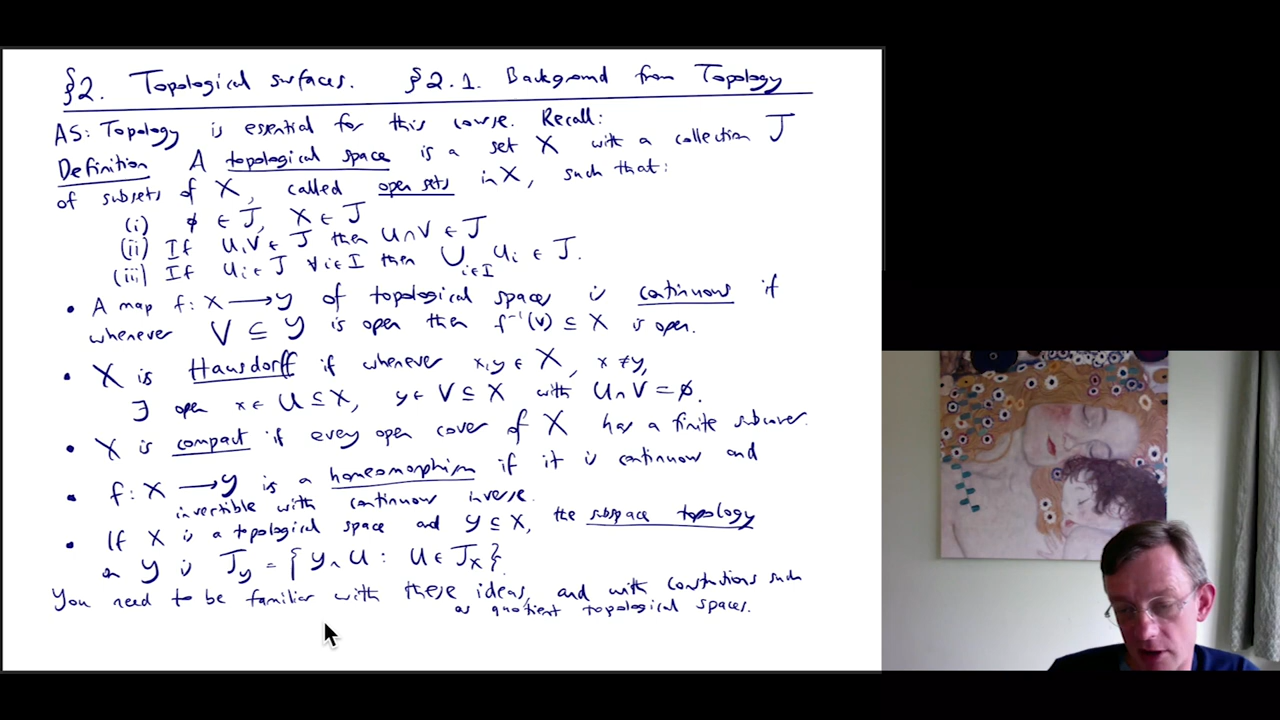 §2. Topological surfaces. §2.1. Background from Topology
AS: Topology is essential for this course. Recall:
Definition A topological space is a set X with a collection J
of subsets of X, called open sets in X, such that:
(i) ∅ ∈ J, X ∈ J
(ii) If U,V ∈ J then U∩V ∈ J
(iii) If Ui ∈ J ∀i∈I then ⋃i∈I Ui ∈ J.
• A map f: X ⟶ Y of topological spaces is continuous if
whenever V ⊆ Y is open then f⁻¹(V) ⊆ X is open.
• X is Hausdorff if whenever x,y ∈ X, x ≠ y,
∃ open x ∈ U ⊆ X, y ∈ V ⊆ X with U∩V = ∅.
• X is compact if every open cover of X has a finite subcover.
• f: X ⟶ Y is a homeomorphism if it is continuous and
invertible with continuous inverse.
• If X is a topological space and Y ⊆ X, the subspace topology
on Y is J_Y = {Y∩U : U ∈ J_X}.
You need to be familiar with these ideas, and with constructions such
as quotient topological spaces.